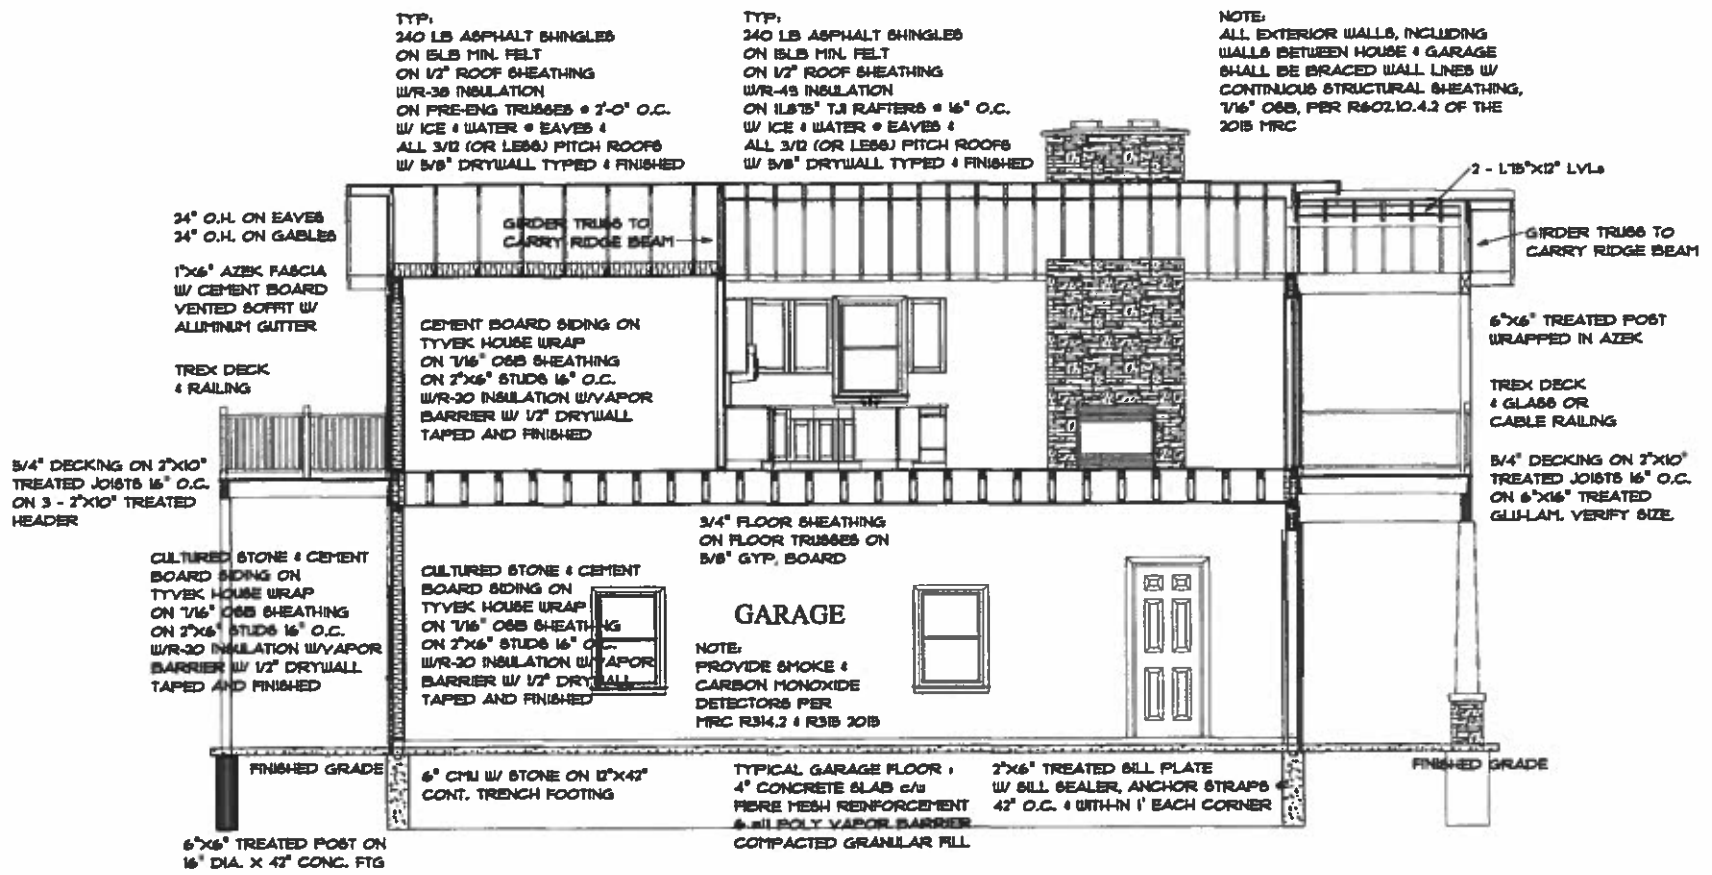 TYP:
240 LB ASPHALT SHINGLES
ON 15LB MIN. FELT
ON 1/2" ROOF SHEATHING
W/R-38 INSULATION
ON PRE-ENG TRUSSES @ 2'-0" O.C.
W/ ICE & WATER @ EAVES &
ALL 3/12 (OR LESS) PITCH ROOFS
W/ 5/8" DRYWALL TYPED & FINISHED
TYP:
240 LB ASPHALT SHINGLES
ON 15LB MIN. FELT
ON 1/2" ROOF SHEATHING
W/R-49 INSULATION
ON 11.875" TJI RAFTERS @ 16" O.C.
W/ ICE & WATER @ EAVES &
ALL 3/12 (OR LESS) PITCH ROOFS
W/ 5/8" DRYWALL TYPED & FINISHED
NOTE:
ALL EXTERIOR WALLS, INCLUDING
WALLS BETWEEN HOUSE & GARAGE
SHALL BE BRACED WALL LINES W/
CONTINUOUS STRUCTURAL SHEATHING,
7/16" OSB, PER R602.10.4.2 OF THE
2015 MRC
2 - 1.75"X12" LVLs
24" O.H. ON EAVES
24" O.H. ON GABLES
GIRDER TRUSS TO
CARRY RIDGE BEAM
GIRDER TRUSS TO
CARRY RIDGE BEAM
1"X6" AZEK FASCIA
W/ CEMENT BOARD
VENTED SOFFIT W/
ALUMINUM GUTTER
TREX DECK
& RAILING
CEMENT BOARD SIDING ON
TYVEK HOUSE WRAP
ON 7/16" OSB SHEATHING
ON 2"X6" STUDS 16" O.C.
W/R-20 INSULATION W/VAPOR
BARRIER W/ 1/2" DRYWALL
TAPED AND FINISHED
6"X6" TREATED POST
WRAPPED IN AZEK
TREX DECK
& GLASS OR
CABLE RAILING
5/4" DECKING ON 2"X10"
TREATED JOISTS 16" O.C.
ON 3 - 2"X10" TREATED
HEADER
5/4" DECKING ON 2"X10"
TREATED JOISTS 16" O.C.
ON 6"X16" TREATED
GLU-LAM. VERIFY SIZE.
3/4" FLOOR SHEATHING
ON FLOOR TRUSSES ON
5/8" GYP. BOARD
CULTURED STONE & CEMENT
BOARD SIDING ON
TYVEK HOUSE WRAP
ON 7/16" OSB SHEATHING
ON 2"X6" STUDS 16" O.C.
W/R-20 INSULATION W/VAPOR
BARRIER W/ 1/2" DRYWALL
TAPED AND FINISHED
CULTURED STONE & CEMENT
BOARD SIDING ON
TYVEK HOUSE WRAP
ON 7/16" OSB SHEATHING
ON 2"X6" STUDS 16" O.C.
W/R-20 INSULATION W/VAPOR
BARRIER W/ 1/2" DRYWALL
TAPED AND FINISHED
GARAGE
NOTE:
PROVIDE SMOKE &
CARBON MONOXIDE
DETECTORS PER
MRC R314.2 & R315 2015
FINISHED GRADE
6" CMU W/ STONE ON 12"X42"
CONT. TRENCH FOOTING
TYPICAL GARAGE FLOOR :
4" CONCRETE SLAB c/w
FIBRE MESH REINFORCEMENT
6 mil POLY VAPOR BARRIER
COMPACTED GRANULAR FILL
2"X6" TREATED SILL PLATE
W/ SILL SEALER, ANCHOR STRAPS @
42" O.C. & WITH-IN 1' EACH CORNER
FINISHED GRADE
6"X6" TREATED POST ON
16" DIA. X 42" CONC. FTG